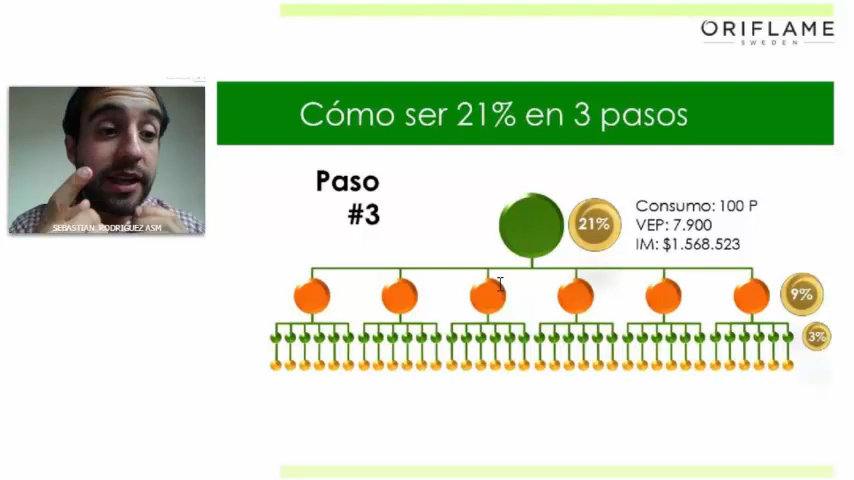 ORIFLAME
SWEDEN
Cómo ser 21% en 3 pasos
SEBASTIAN RODRIGUEZ ASM
Paso
#3
21%
Consumo: 100 P
VEP: 7.900
IM: $1.568.523
9%
3%